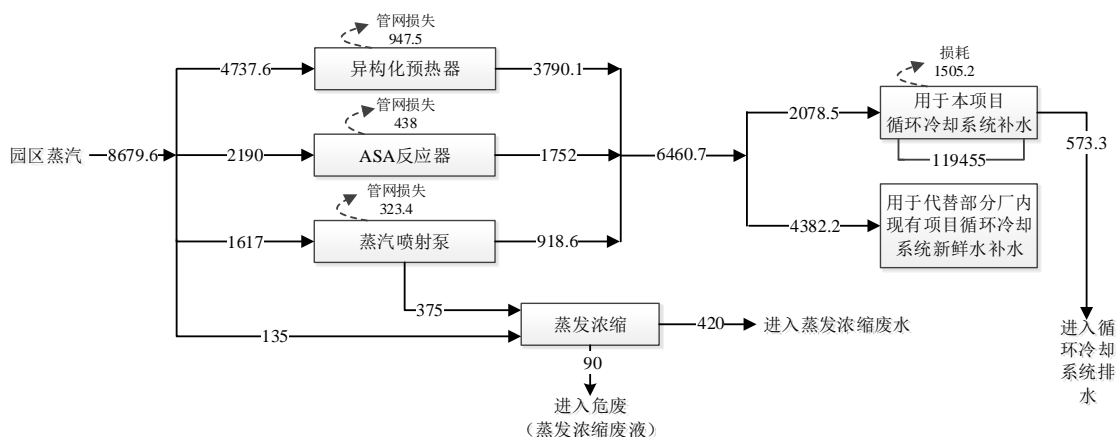 管网损失
947.5
4737.6
异构化预热器
3790.1
管网损失
438
园区蒸汽
8679.6
2190
ASA反应器
1752
6460.7
管网损失
323.4
1617
蒸汽喷射泵
918.6
375
135
蒸发浓缩
420
进入蒸发浓缩废水
90
进入危废
（蒸发浓缩废液）
损耗
1505.2
2078.5
用于本项目
循环冷却系统补水
119455
573.3
4382.2
用于代替部分厂内
现有项目循环冷却
系统新鲜水补水
进入循
环冷却
系统排
水